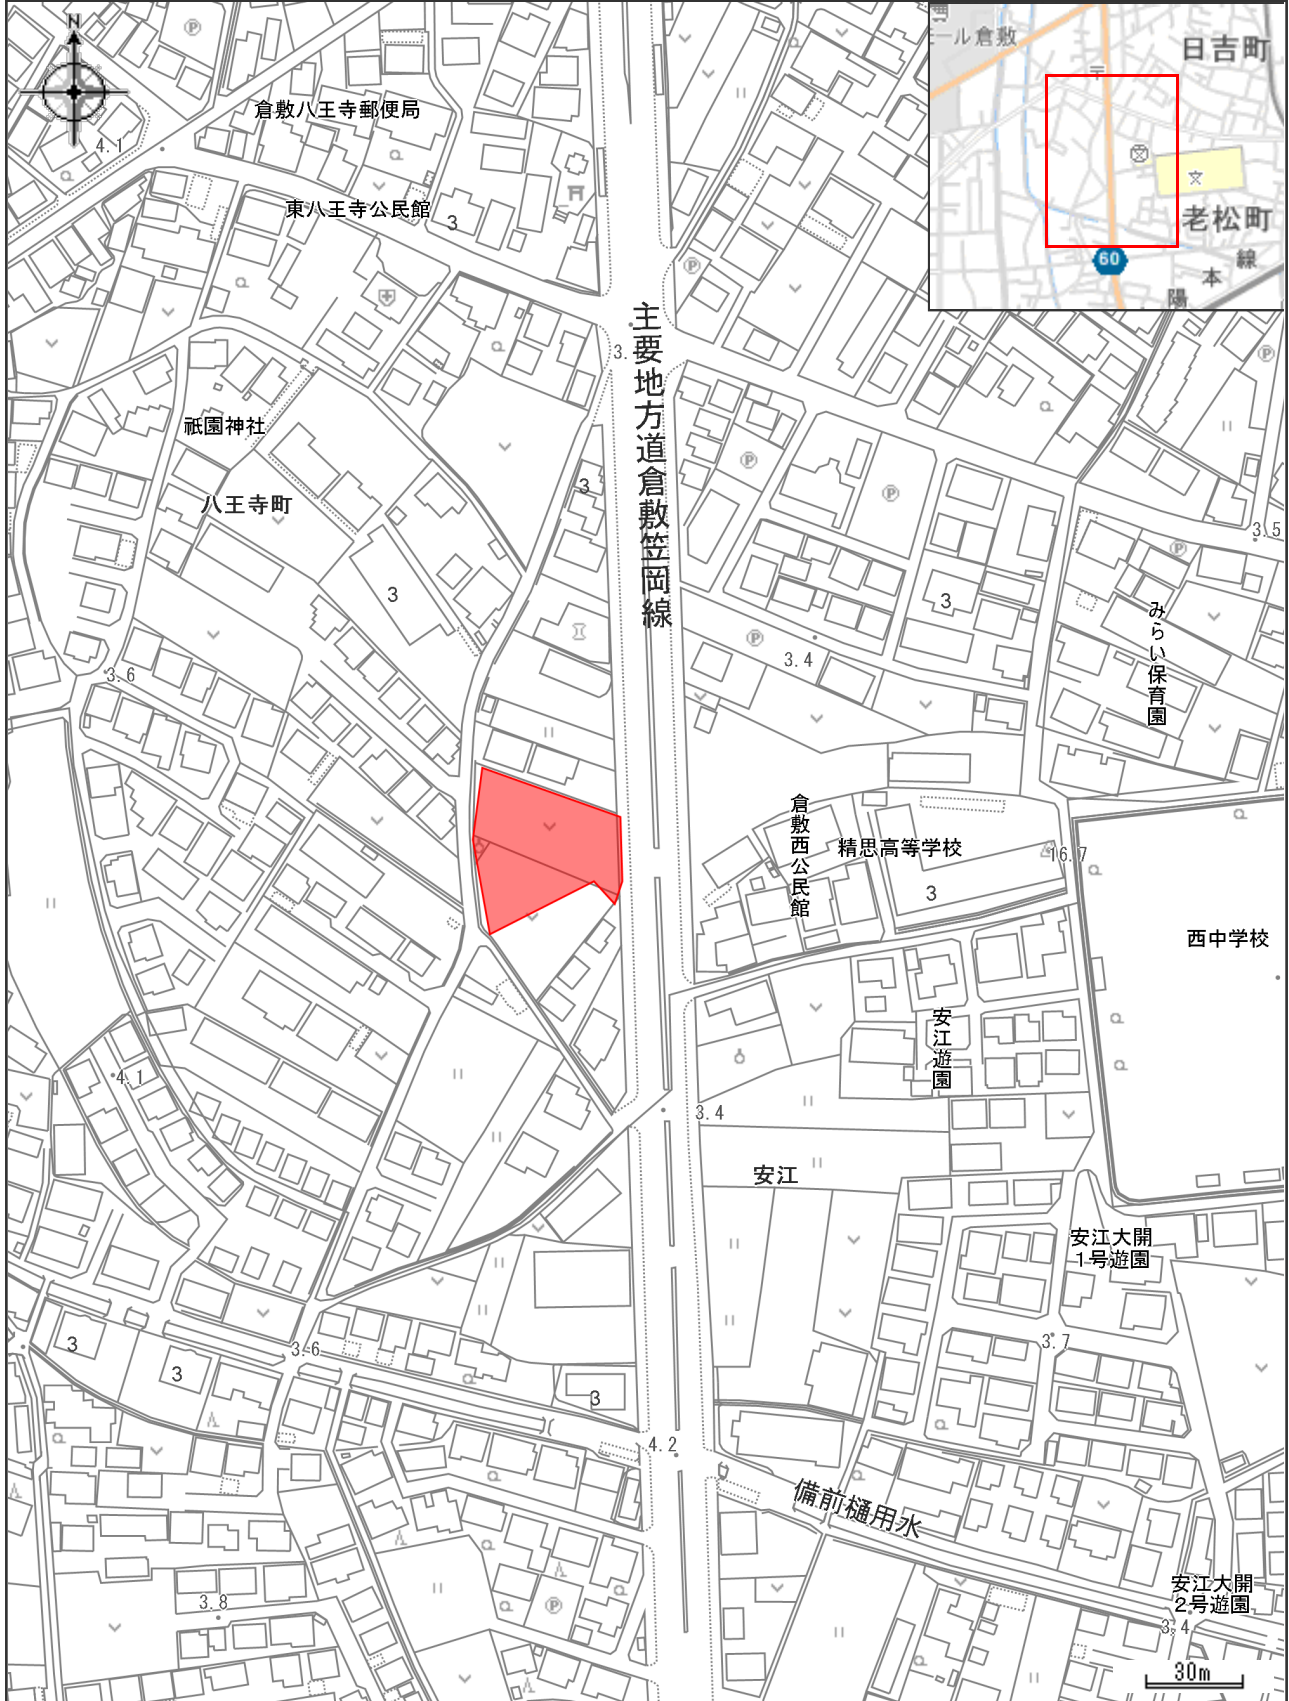 N
モール倉敷
日吉町
〒
文
老松町
60
山陽本線
倉敷八王寺郵便局
4.1
東八王寺公民館
3
主要地方道倉敷笠岡線
3.
祇園神社
八王寺町
3
3
3.5
3
みらい保育園
3.4
3.6
倉敷西公民館
精思高等学校
16.7
3
西中学校
安江遊園
4.1
3.4
安江
安江大開
1号遊園
3.7
3
3.6
3
3
4.2
備前樋用水
安江大開
2号遊園
3.8
3.4
30m